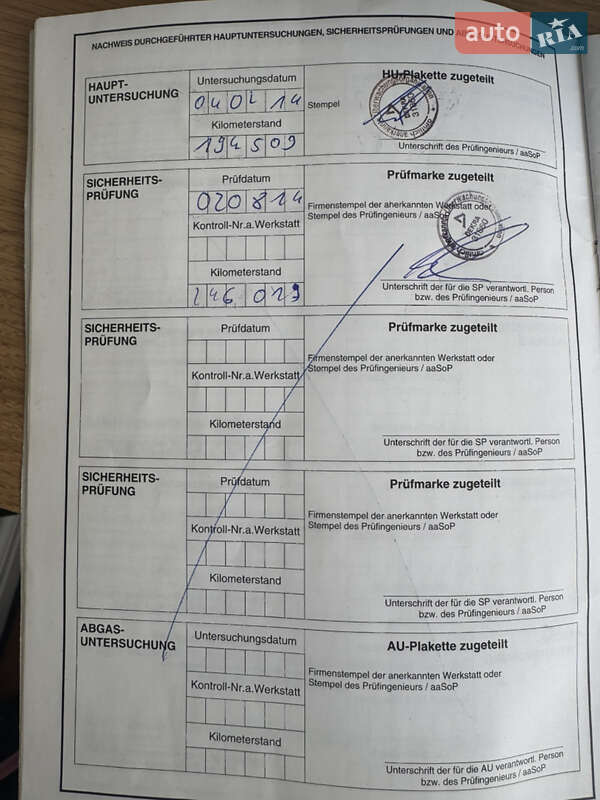 NACHWEIS DURCHGEFÜHRTER HAUPTUNTERSUCHUNGEN, SICHERHEITSPRÜFUNGEN UND
auto RIA .com
HAUPT-
UNTERSUCHUNG
Untersuchungsdatum
040214
Kilometerstand
194509
HU-Plakette zugeteilt
Stempel
Unterschrift des Prüfingenieurs / aaSoP
SICHERHEITS-
PRÜFUNG
Prüfdatum
020814
Kontroll-Nr.a.Werkstatt
Kilometerstand
246 019
Prüfmarke zugeteilt
Firmenstempel der anerkannten Werkstatt oder
Stempel des Prüfingenieurs / aaSoP
DEKRA
Unterschrift der für die SP verantwortl. Person
bzw. des Prüfingenieurs / aaSoP
SICHERHEITS-
PRÜFUNG
Prüfdatum
Kontroll-Nr.a.Werkstatt
Kilometerstand
Prüfmarke zugeteilt
Firmenstempel der anerkannten Werkstatt oder
Stempel des Prüfingenieurs / aaSoP
Unterschrift der für die SP verantwortl. Person
bzw. des Prüfingenieurs / aaSoP
SICHERHEITS-
PRÜFUNG
Prüfdatum
Kontroll-Nr.a.Werkstatt
Kilometerstand
Prüfmarke zugeteilt
Firmenstempel der anerkannten Werkstatt oder
Stempel des Prüfingenieurs / aaSoP
Unterschrift der für die SP verantwortl. Person
bzw. des Prüfingenieurs / aaSoP
ABGAS-
UNTERSUCHUNG
Untersuchungsdatum
Kontroll-Nr.a.Werkstatt
Kilometerstand
AU-Plakette zugeteilt
Firmenstempel der anerkannten Werkstatt oder
Stempel des Prüfingenieurs / aaSoP
Unterschrift der für die AU verantwortl. Person
bzw. des Prüfingenieurs / aaSoP